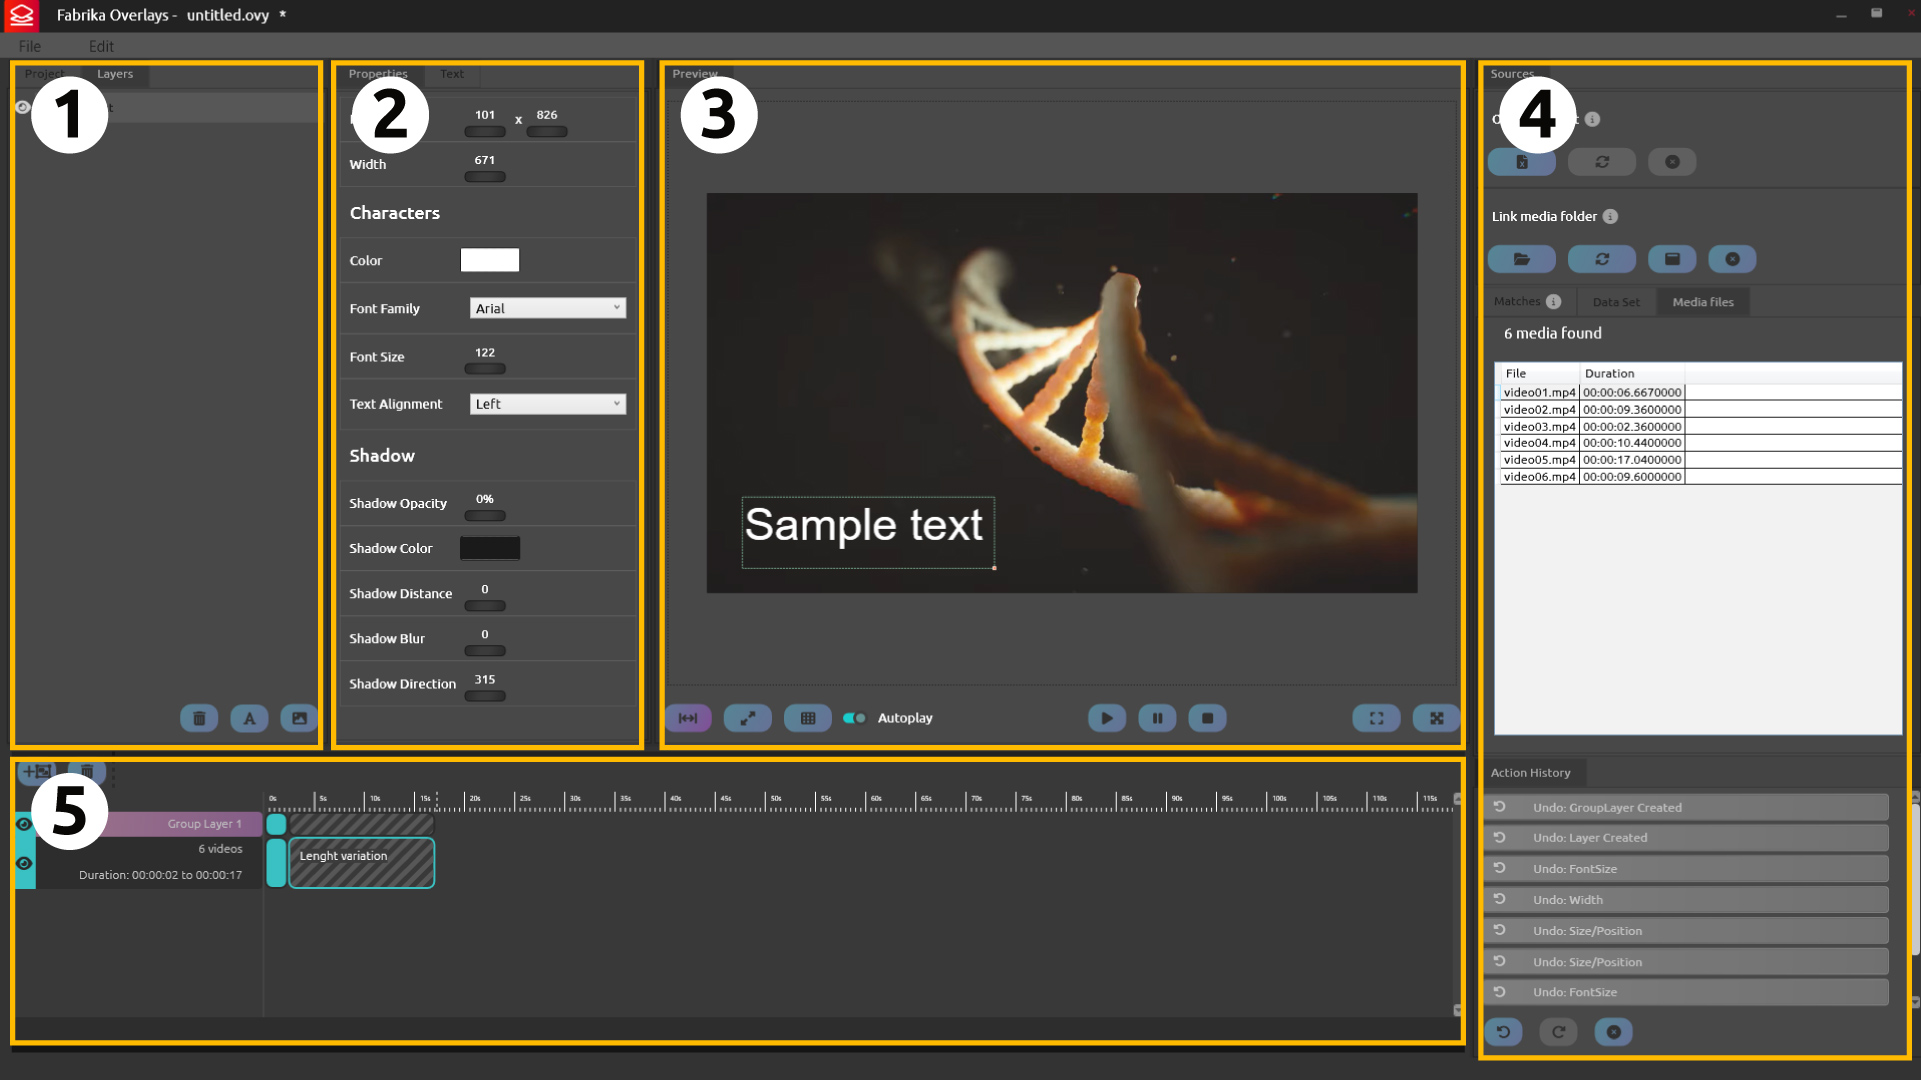 Fabrika Overlays - untitled.ovy *
File Edit
Project Layers
1
Properties Text
2
101 x 826
Width 671
Characters
Color
Font Family Arial
Font Size 122
Text Alignment Left
Shadow
Shadow Opacity 0%
Shadow Color
Shadow Distance 0
Shadow Blur 0
Shadow Direction 315
Preview
3
Sample text
Autoplay
Sources
4
Link media folder
Matches Data Set Media files
6 media found
File Duration
video01.mp4 00:00:06.6670000
video02.mp4 00:00:09.3600000
video03.mp4 00:00:02.3600000
video04.mp4 00:00:10.4400000
video05.mp4 00:00:17.0400000
video06.mp4 00:00:09.6000000
Action History
Undo: GroupLayer Created
Undo: Layer Created
Undo: FontSize
Undo: Width
Undo: Size/Position
Undo: Size/Position
Undo: FontSize
5
0s 5s 10s 15s 20s 25s 30s 35s 40s 45s 50s 55s 60s 65s 70s 75s 80s 85s 90s 95s 100s 105s 110s 115s
Group Layer 1
6 videos
Duration: 00:00:02 to 00:00:17
Lenght variation